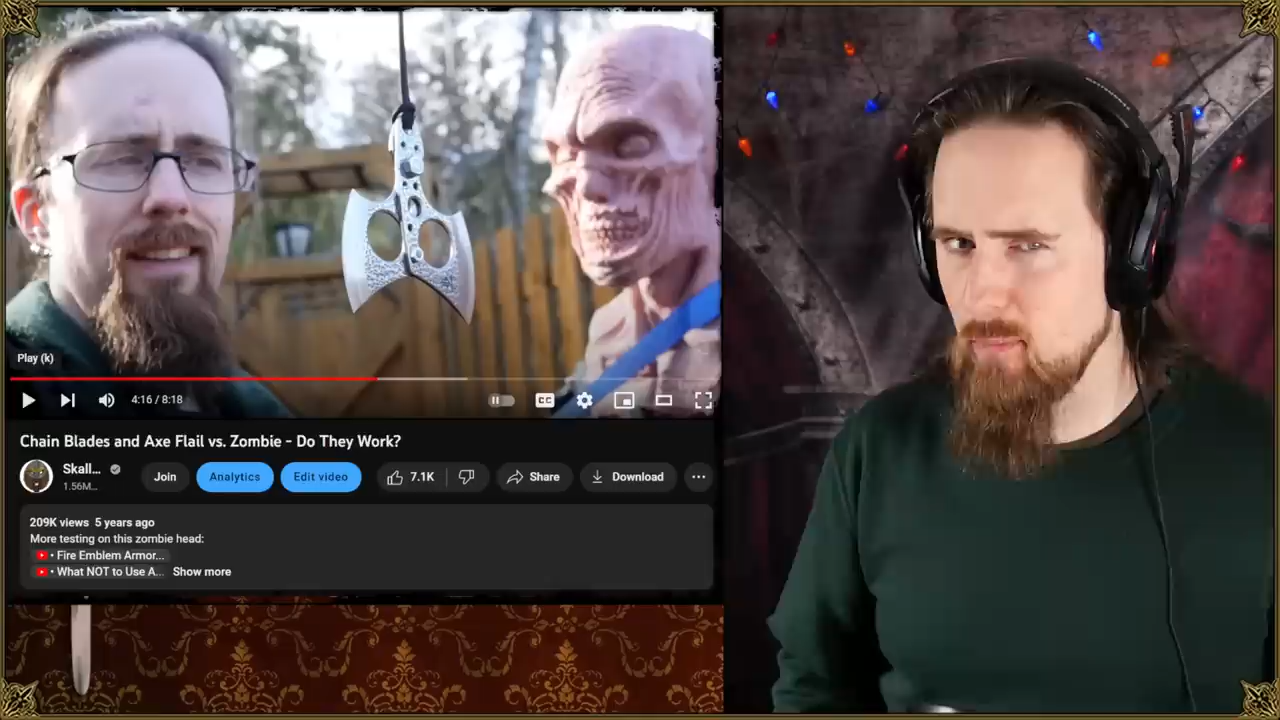 Play (k)
4:16 / 8:18
CC
Chain Blades and Axe Flail vs. Zombie - Do They Work?
Skall...
1.56M...
Join
Analytics
Edit video
7.1K
Share
Download
...
209K views 5 years ago
More testing on this zombie head:
• Fire Emblem Armor...
• What NOT to Use A... Show more